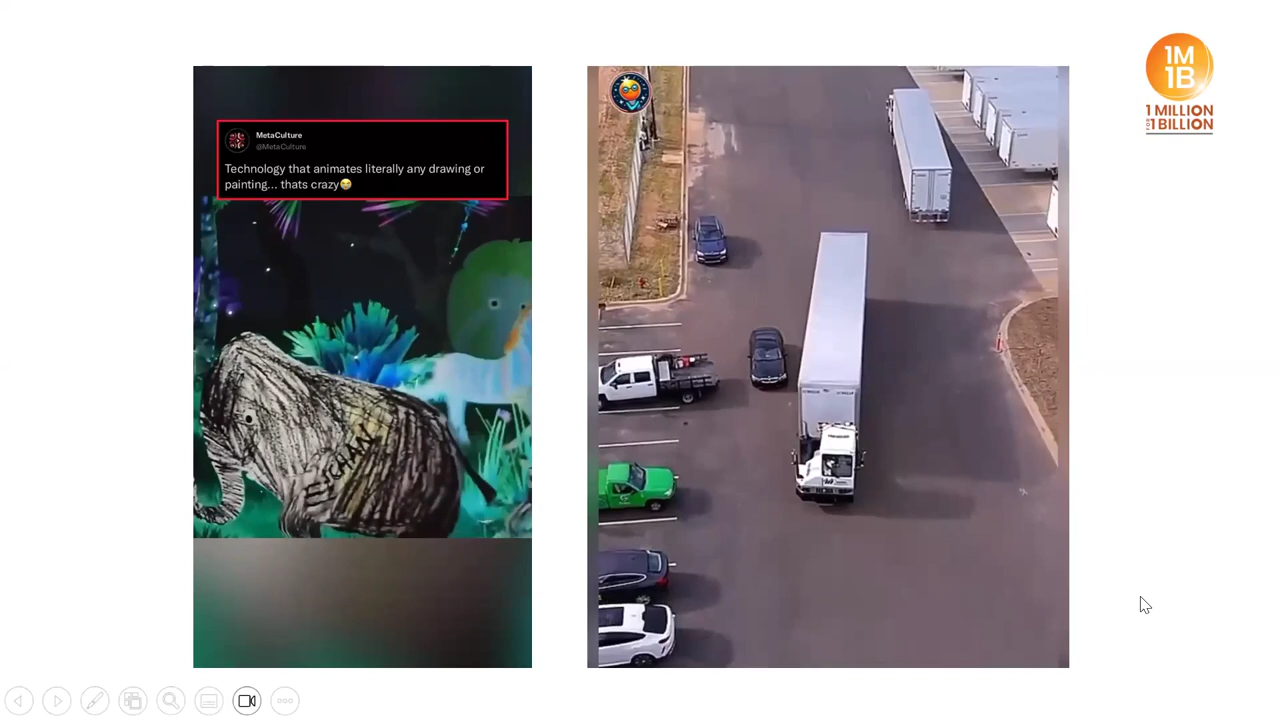 MetaCulture
@MetaCulture
Technology that animates literally any drawing or
painting... thats crazy😂
1M
1B
1 MILLION
FOR
1 BILLION